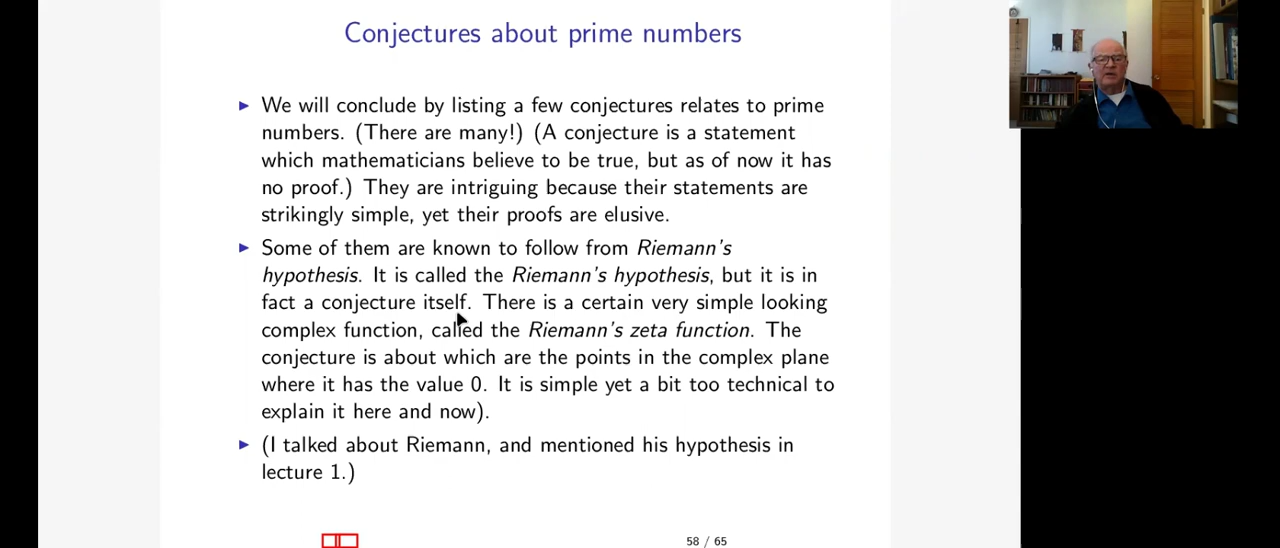 Conjectures about prime numbers
▶ We will conclude by listing a few conjectures relates to prime
numbers. (There are many!) (A conjecture is a statement
which mathematicians believe to be true, but as of now it has
no proof.) They are intriguing because their statements are
strikingly simple, yet their proofs are elusive.
▶ Some of them are known to follow from Riemann's
hypothesis. It is called the Riemann's hypothesis, but it is in
fact a conjecture itself. There is a certain very simple looking
complex function, called the Riemann's zeta function. The
conjecture is about which are the points in the complex plane
where it has the value 0. It is simple yet a bit too technical to
explain it here and now).
▶ (I talked about Riemann, and mentioned his hypothesis in
lecture 1.)
58 / 65